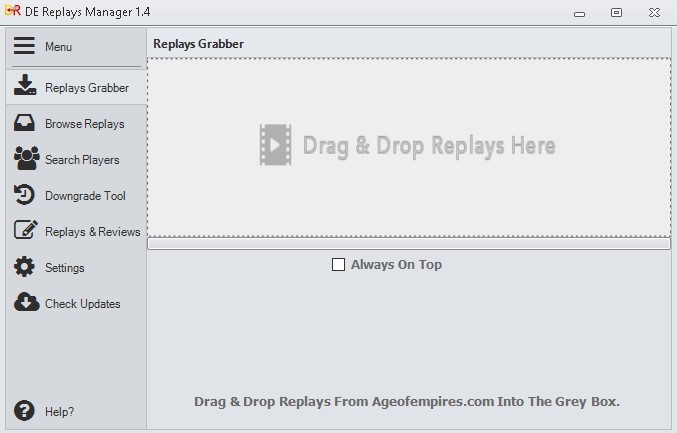 DE Replays Manager 1.4
Menu
Replays Grabber
Browse Replays
Search Players
Downgrade Tool
Replays & Reviews
Settings
Check Updates
Help?
Replays Grabber
Drag & Drop Replays Here
Always On Top
Drag & Drop Replays From Ageofempires.com Into The Grey Box.